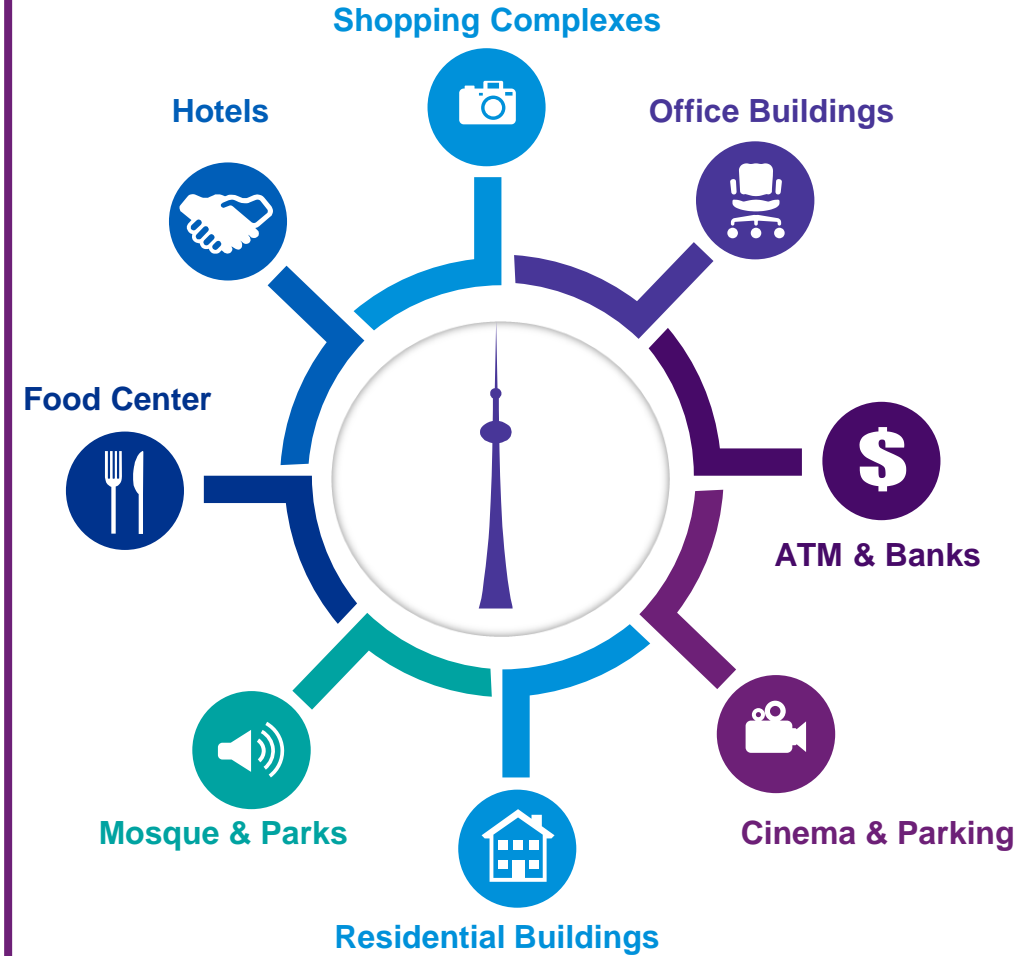 Shopping Complexes
Hotels
Office Buildings
Food Center
ATM & Banks
Mosque & Parks
Cinema & Parking
Residential Buildings